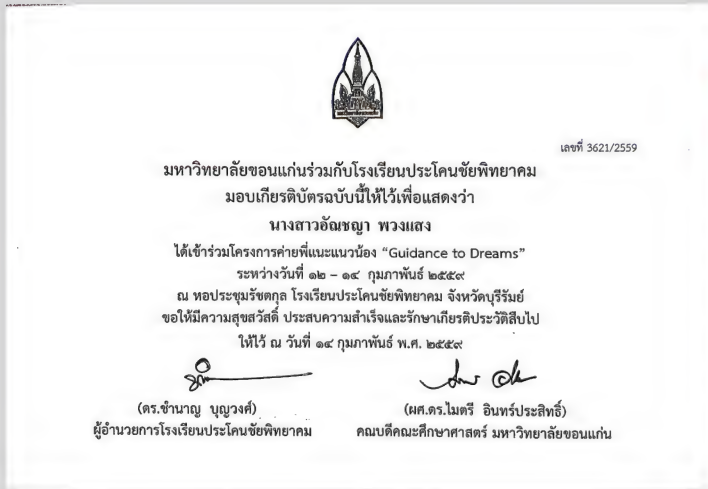 เลขที่ 3621/2559
มหาวิทยาลัยขอนแก่นร่วมกับโรงเรียนประโคนชัยพิทยาคม
มอบเกียรติบัตรฉบับนี้ให้ไว้เพื่อแสดงว่า
นางสาวอัณชญา พวงแสง
ได้เข้าร่วมโครงการค่ายพี่แนะแนวน้อง “Guidance to Dreams”
ระหว่างวันที่ ๑๒ – ๑๔ กุมภาพันธ์ ๒๕๕๙
ณ หอประชุมรัชตกุล โรงเรียนประโคนชัยพิทยาคม จังหวัดบุรีรัมย์
ขอให้มีความสุขสวัสดิ์ ประสบความสำเร็จและรักษาเกียรติประวัติสืบไป
ให้ไว้ ณ วันที่ ๑๔ กุมภาพันธ์ พ.ศ. ๒๕๕๙
(ดร.ชำนาญ บุญวงศ์)
ผู้อำนวยการโรงเรียนประโคนชัยพิทยาคม
(ผศ.ดร.ไมตรี อินทร์ประสิทธิ์)
คณบดีคณะศึกษาศาสตร์ มหาวิทยาลัยขอนแก่น